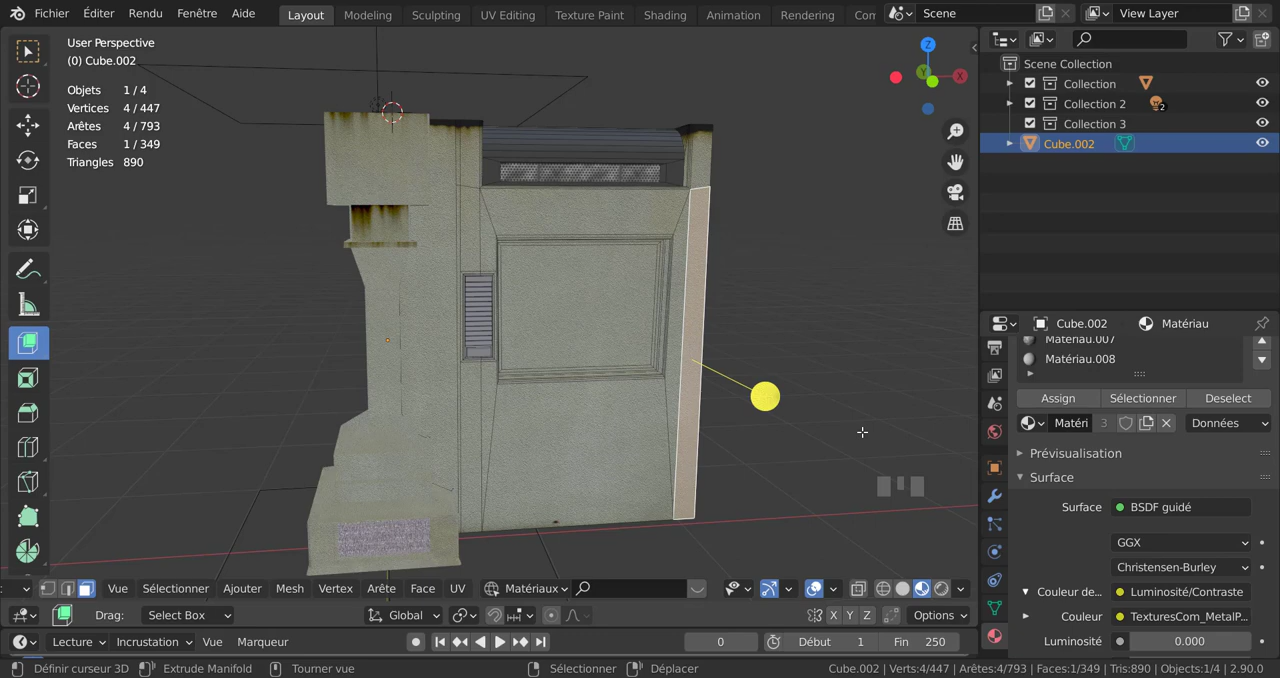 Fichier Éditer Rendu Fenêtre Aide Layout Modeling Sculpting UV Editing Texture Paint Shading Animation Rendering Com Scene View Layer
User Perspective
(0) Cube.002
Objets 1 / 4
Vertices 4 / 447
Arêtes 4 / 793
Faces 1 / 349
Triangles 890
Z
Y
X
Scene Collection
Collection
Collection 2 2
Collection 3
Cube.002
Cube.002 Matériau
Matériau.007
Matériau.008
Assign Sélectionner Deselect
Matéri 3 Données
Prévisualisation
Surface
Surface BSDF guidé
GGX
Christensen-Burley
Couleur de... Luminosité/Contraste
Couleur TexturesCom_MetalP...
Luminosité 0.000
Vue Sélectionner Ajouter Mesh Vertex Arête Face UV Matériaux
Drag: Select Box Global X Y Z Options
Lecture Incrustation Vue Marqueur 0 Début 1 Fin 250
Définir curseur 3D Extrude Manifold Tourner vue Sélectionner Déplacer Cube.002 | Verts:4/447 | Arêtes:4/793 | Faces:1/349 | Tris:890 | Objects:1/4 | 2.90.0